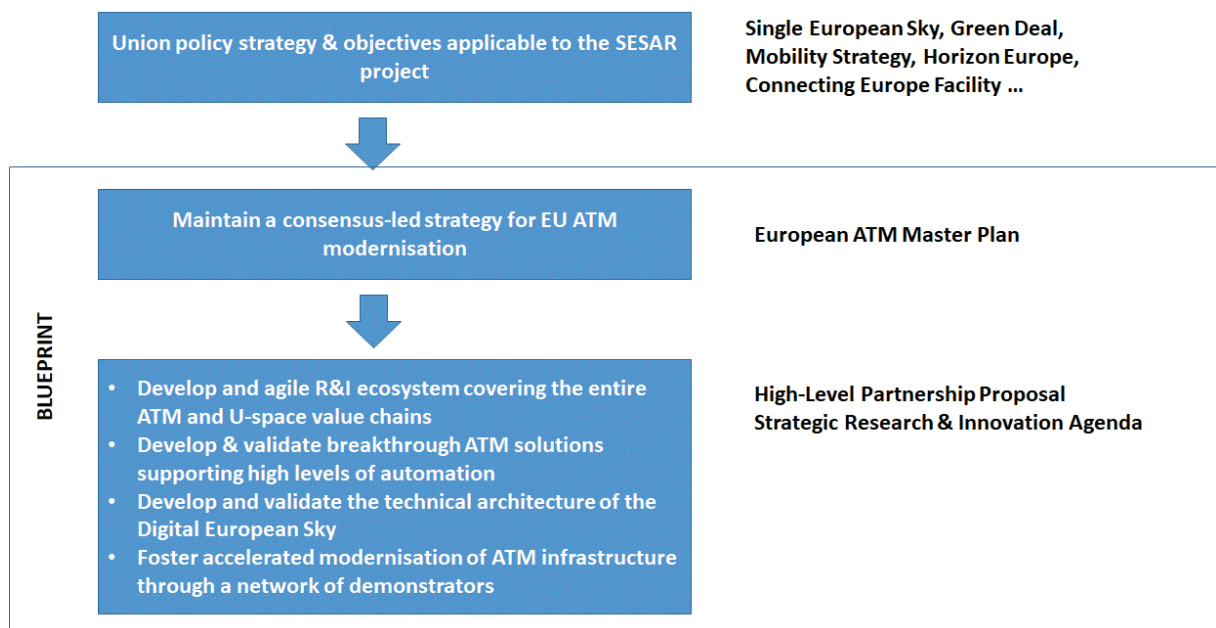 Union policy strategy & objectives applicable to the SESAR
project
Single European Sky, Green Deal,
Mobility Strategy, Horizon Europe,
Connecting Europe Facility ...
BLUEPRINT
Maintain a consensus-led strategy for EU ATM
modernisation
European ATM Master Plan
• Develop and agile R&I ecosystem covering the entire
ATM and U-space value chains
• Develop & validate breakthrough ATM solutions
supporting high levels of automation
• Develop and validate the technical architecture of the
Digital European Sky
• Foster accelerated modernisation of ATM infrastructure
through a network of demonstrators
High-Level Partnership Proposal
Strategic Research & Innovation Agenda